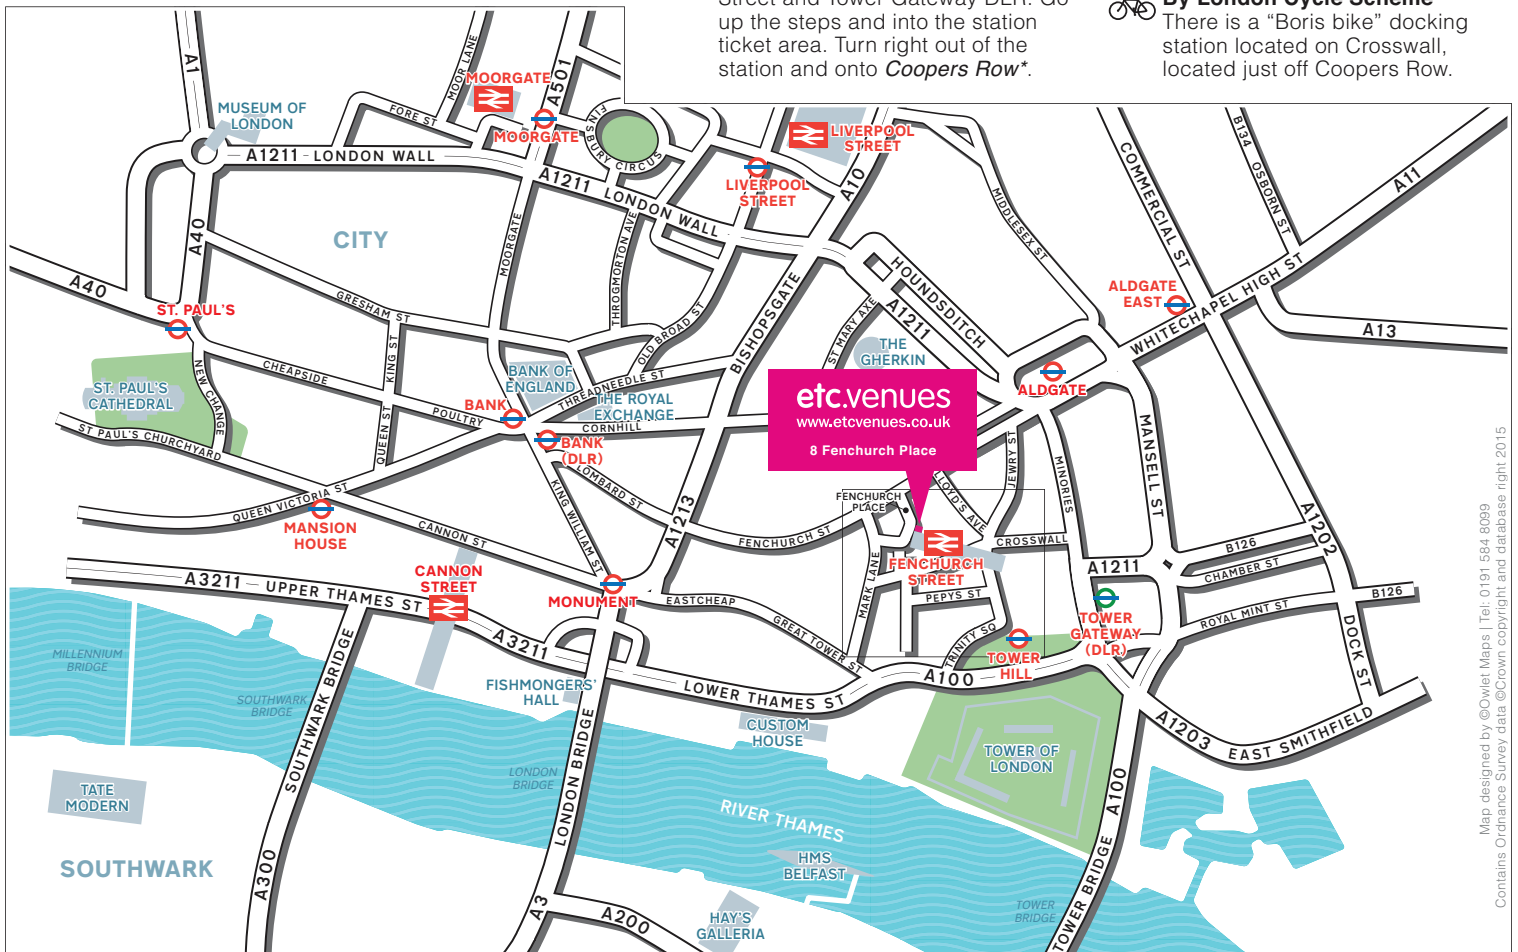 Street and Tower Gateway DLR. Go
up the steps and into the station
ticket area. Turn right out of the
station and onto Coopers Row*.
By London Cycle Scheme
There is a “Boris bike” docking
station located on Crosswall,
located just off Coopers Row.
A1
MUSEUM OF
LONDON
MOOR LANE
MOORGATE
A501
FORE ST
MOORGATE
FINSBURY CIRCUS
LIVERPOOL
STREET
LIVERPOOL
STREET
A10
A1211
LONDON WALL
A1211
LONDON WALL
COMMERCIAL ST
B134
OSBORN ST
A11
MIDDLESEX ST
A40
CITY
MOORGATE
THROGMORTON AVE
A40
ST. PAUL'S
GRESHAM ST
KING ST
OLD BROAD ST
BISHOPSGATE
HOUNDSDITCH
A1211
ST MARY AXE
THE
GHERKIN
ALDGATE
EAST
WHITECHAPEL HIGH ST
A13
ALDGATE
ST. PAUL'S
CATHEDRAL
NEW CHANGE
CHEAPSIDE
POULTRY
BANK
BANK OF
ENGLAND
THREADNEEDLE ST
THE ROYAL
EXCHANGE
CORNHILL
BANK
(DLR)
etc.venues
www.etcvenues.co.uk
8 Fenchurch Place
ST PAUL'S CHURCHYARD
QUEEN ST
QUEEN VICTORIA ST
MANSION
HOUSE
CANNON ST
KING WILLIAM ST
LOMBARD ST
A1213
FENCHURCH ST
FENCHURCH
PLACE
LLOYD'S AVE
JEWRY ST
MINORIES
MANSELL ST
CROSSWALL
FENCHURCH
STREET
MARK LANE
PEPYS ST
TRINITY SQ
A1211
A1202
B126
CHAMBER ST
ROYAL MINT ST
B126
DOCK ST
TOWER
GATEWAY
(DLR)
TOWER
HILL
A3211
UPPER THAMES ST
CANNON
STREET
A3211
MONUMENT
EASTCHEAP
GREAT TOWER ST
LOWER THAMES ST
A100
A1203
EAST SMITHFIELD
MILLENNIUM
BRIDGE
SOUTHWARK
BRIDGE
SOUTHWARK BRIDGE
FISHMONGERS'
HALL
LONDON
BRIDGE
LONDON BRIDGE
CUSTOM
HOUSE
TOWER OF
LONDON
TATE
MODERN
SOUTHWARK
A300
A3
A200
RIVER THAMES
HMS
BELFAST
HAY'S
GALLERIA
TOWER
BRIDGE
TOWER BRIDGE
A100
Map designed by ©Owlet Maps | Tel: 0191 584 8099
Contains Ordnance Survey data ©Crown copyright and database right 2015